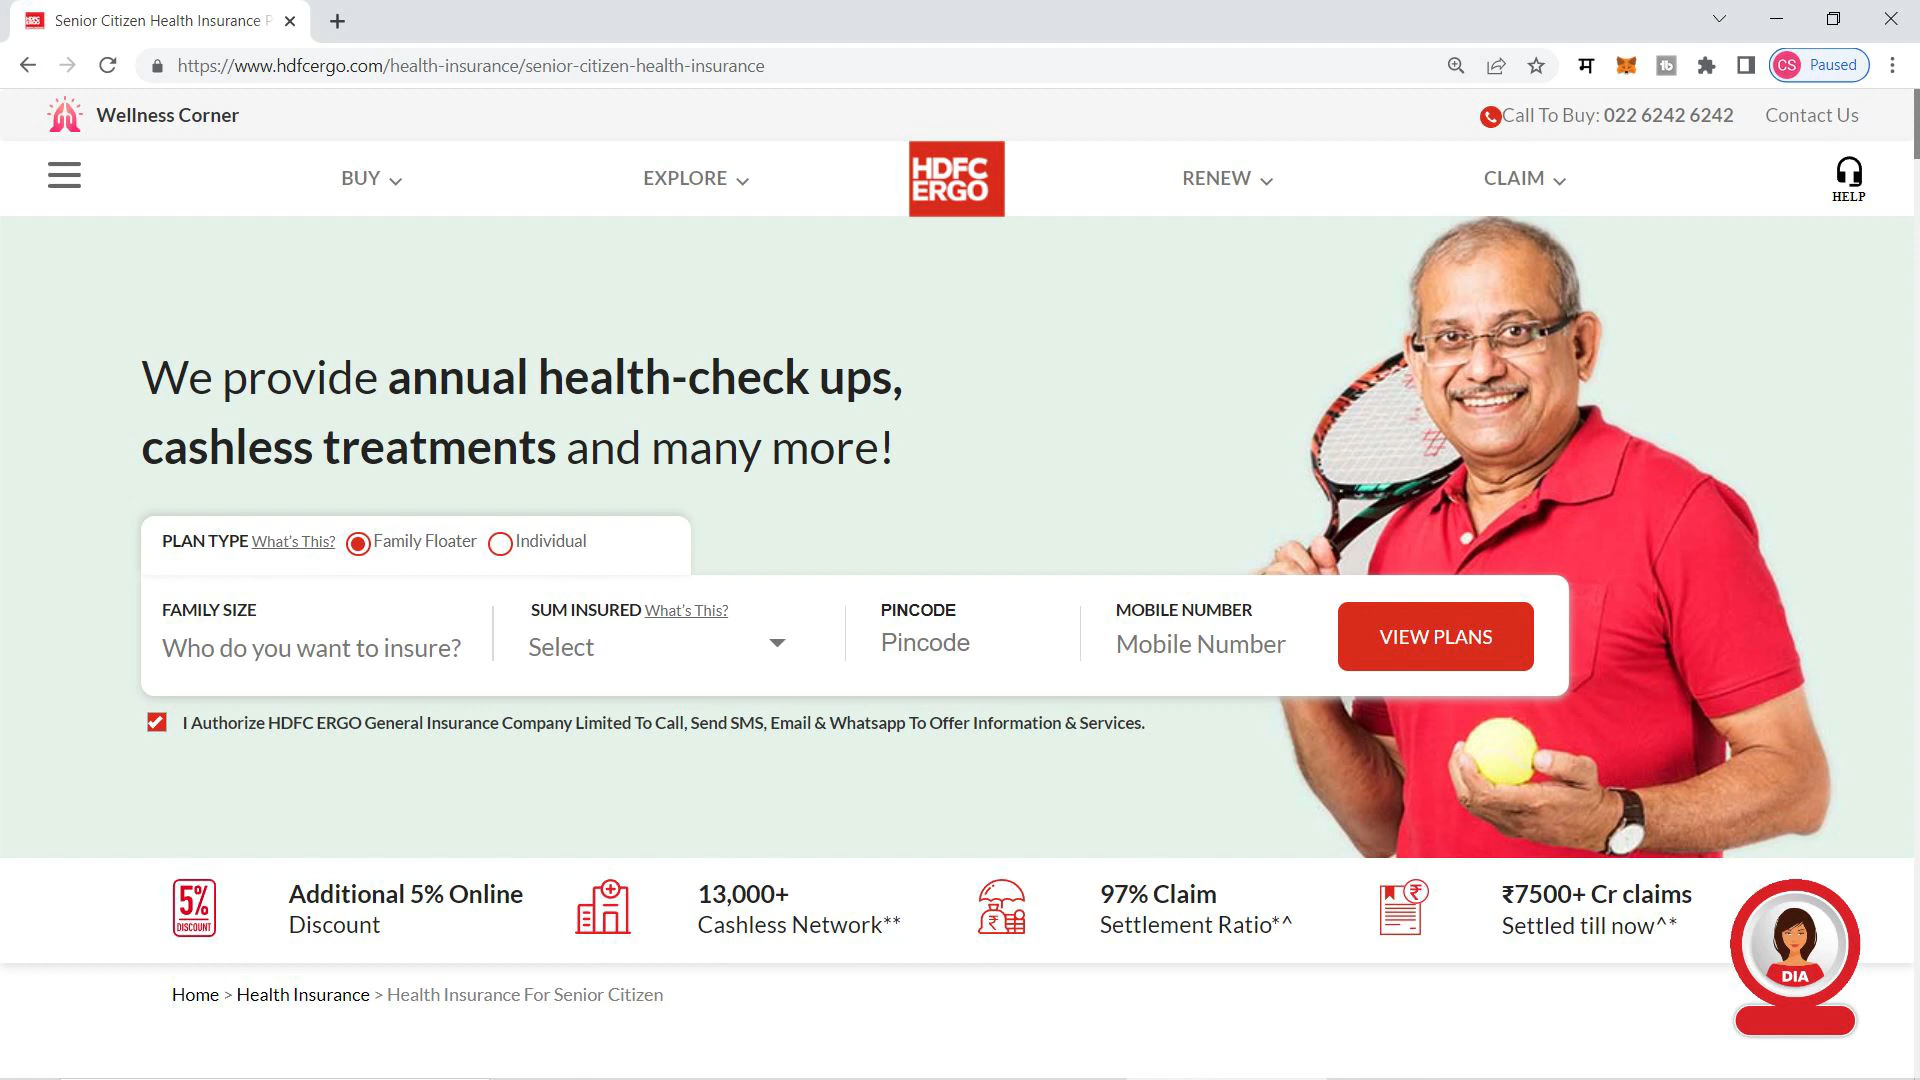 Senior Citizen Health Insurance P
https://www.hdfcergo.com/health-insurance/senior-citizen-health-insurance
म
tb
CS
Paused
Wellness Corner
Call To Buy: 022 6242 6242
Contact Us
BUY
EXPLORE
HDFC
ERGO
RENEW
CLAIM
HELP
We provide annual health-check ups,
cashless treatments and many more!
PLAN TYPE What's This? Family Floater Individual
FAMILY SIZE
Who do you want to insure?
SUM INSURED What's This?
Select
PINCODE
Pincode
MOBILE NUMBER
Mobile Number
VIEW PLANS
I Authorize HDFC ERGO General Insurance Company Limited To Call, Send SMS, Email & Whatsapp To Offer Information & Services.
5%
DISCOUNT
Additional 5% Online
Discount
13,000+
Cashless Network**
97% Claim
Settlement Ratio*^
₹7500+ Cr claims
Settled till now^*
DIA
Home > Health Insurance > Health Insurance For Senior Citizen